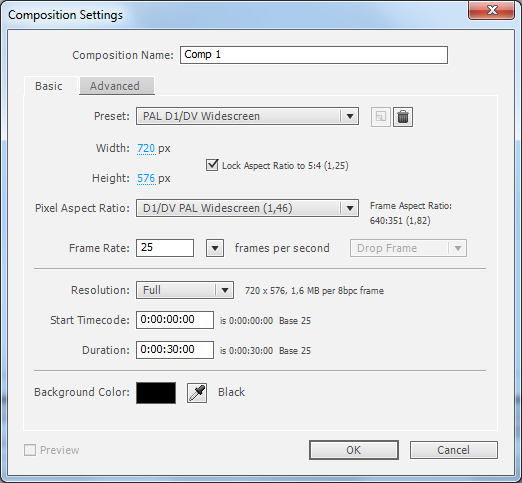 Composition Settings
Composition Name: Comp 1
Basic Advanced
Preset: PAL D1/DV Widescreen
Width: 720 px
Lock Aspect Ratio to 5:4 (1,25)
Height: 576 px
Pixel Aspect Ratio: D1/DV PAL Widescreen (1,46) Frame Aspect Ratio:
640:351 (1,82)
Frame Rate: 25 frames per second Drop Frame
Resolution: Full 720 x 576, 1,6 MB per 8bpc frame
Start Timecode: 0:00:00:00 is 0:00:00:00 Base 25
Duration: 0:00:30:00 is 0:00:30:00 Base 25
Background Color: Black
Preview OK Cancel